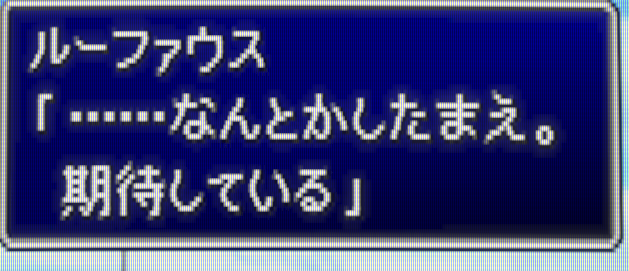 ルーファウス
「……なんとかしたまえ。
期待している」